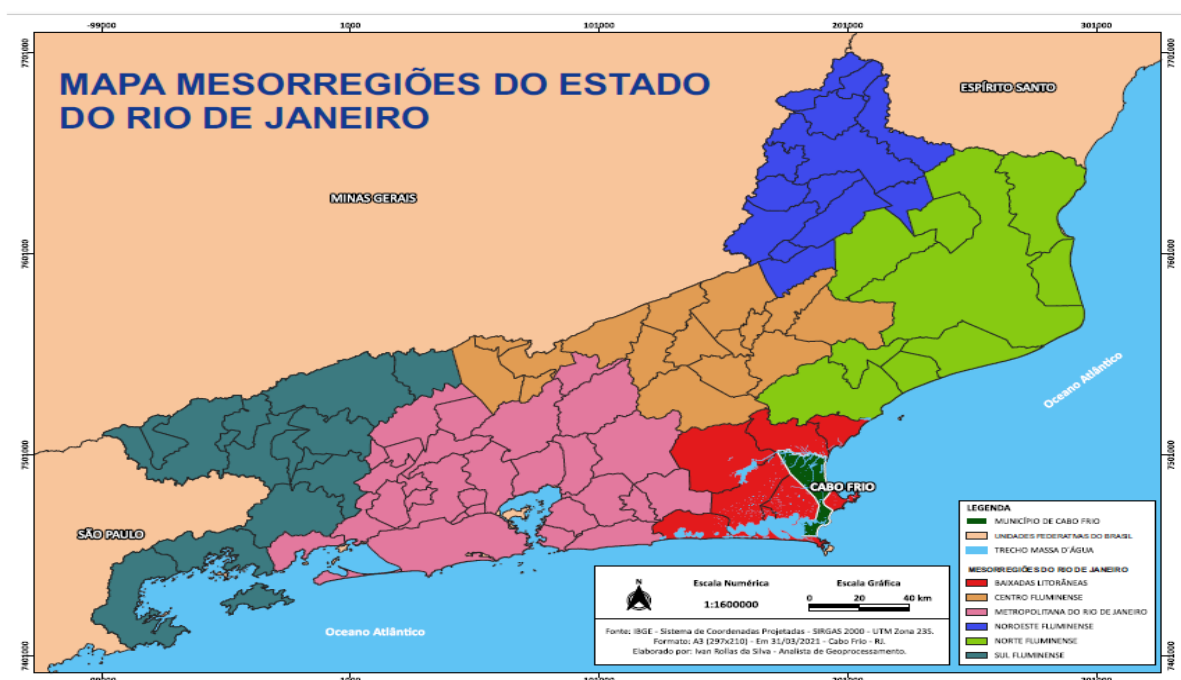 -99000 1000 101000 201000 301000
7701000 7701000
MAPA MESORREGIÕES DO ESTADO
DO RIO DE JANEIRO
ESPÍRITO SANTO
MINAS GERAIS
7601000 7601000
Oceano Atlântico
7501000 7501000
CABO FRIO
SÃO PAULO
LEGENDA
MUNICÍPIO DE CABO FRIO
UNIDADES FEDERATIVAS DO BRASIL
TRECHO MASSA D'ÁGUA
MESORREGIÕES DO RIO DE JANEIRO
BAIXADAS LITORÂNEAS
CENTRO FLUMINENSE
METROPOLITANA DO RIO DE JANEIRO
NOROESTE FLUMINENSE
NORTE FLUMINENSE
SUL FLUMINENSE
N
Escala Numérica Escala Gráfica
1:1600000
0 20 40 km
Fonte: IBGE - Sistema de Coordenadas Projetadas - SIRGAS 2000 - UTM Zona 23S.
Formato: A3 (297x210) - Em 31/03/2021 - Cabo Frio - RJ.
Elaborado por: Ivan Rollas da Silva - Analista de Geoprocessamento.
Oceano Atlântico
7401000 7401000